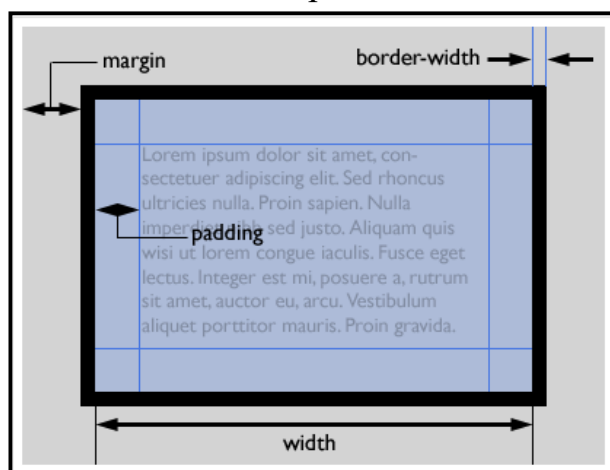 margin
border-width
Lorem ipsum dolor sit amet, con-
sectetuer adipiscing elit. Sed rhoncus
ultricies nulla. Proin sapien. Nulla
imperdiet nibh sed justo. Aliquam quis
padding
wisi ut lorem congue iaculis. Fusce eget
lectus. Integer est mi, posuere a, rutrum
sit amet, auctor eu, arcu. Vestibulum
aliquet porttitor mauris. Proin gravida.
width